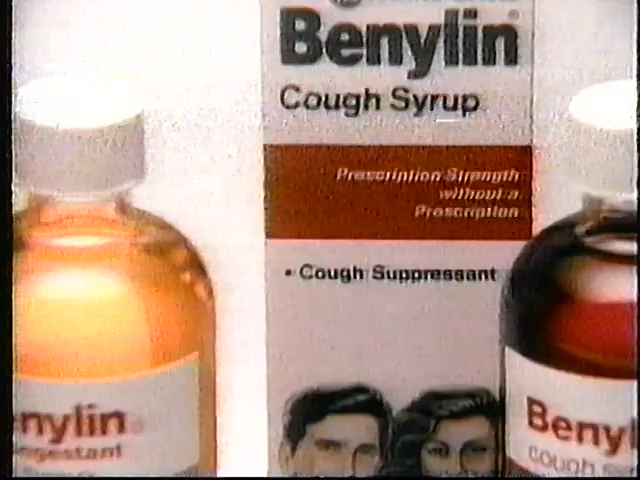 Benylin
Cough Syrup
Prescription Strength
without a
Prescription
• Cough Suppressant
nylin
ngestant
Beny
cough